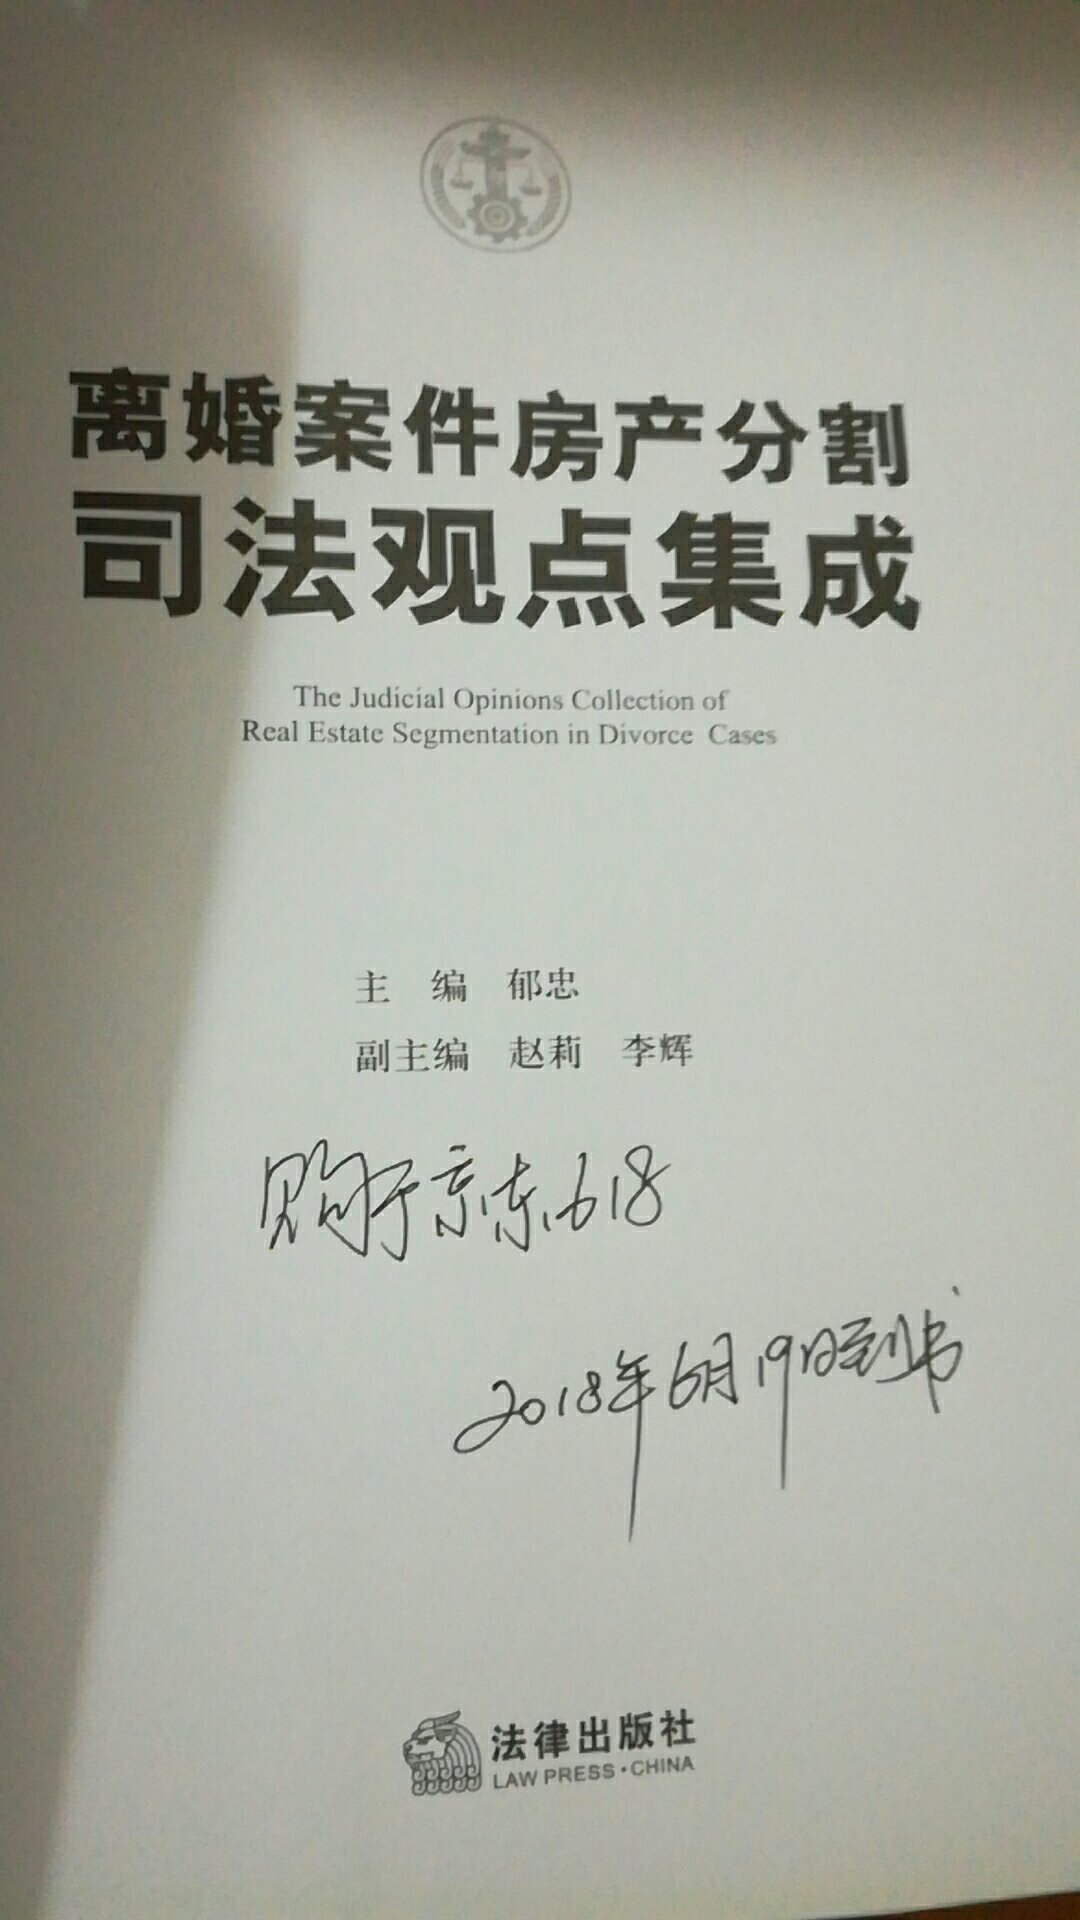 离婚案件房产分割
司法观点集成
The Judicial Opinions Collection of
Real Estate Segmentation in Divorce Cases
主 编 郁忠
副主编 赵莉 李辉
购于京东618
2018年6月19日到书
法律出版社
LAW PRESS·CHINA